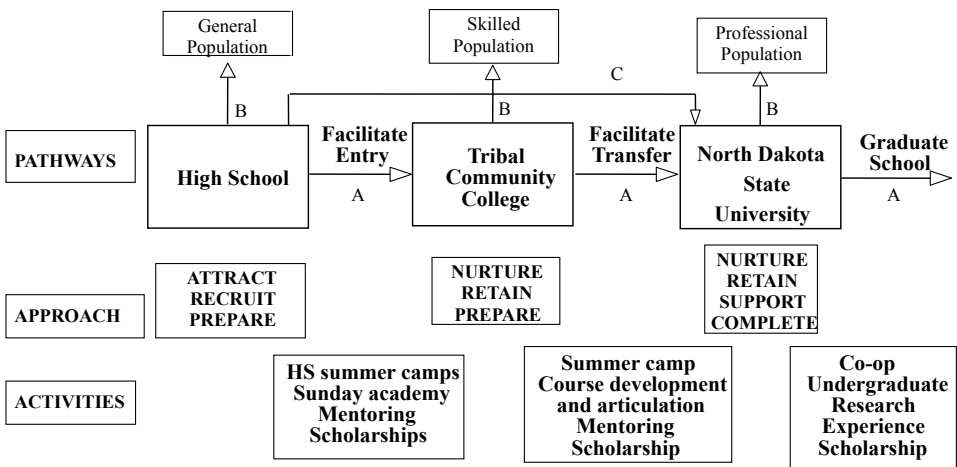 General
Population
Skilled
Population
Professional
Population
C
B
B
B
PATHWAYS
High School
Facilitate
Entry
A
Tribal
Community
College
Facilitate
Transfer
A
North Dakota
State
University
Graduate
School
A
APPROACH
ATTRACT
RECRUIT
PREPARE
NURTURE
RETAIN
PREPARE
NURTURE
RETAIN
SUPPORT
COMPLETE
ACTIVITIES
HS summer camps
Sunday academy
Mentoring
Scholarships
Summer camp
Course development
and articulation
Mentoring
Scholarship
Co-op
Undergraduate
Research
Experience
Scholarship